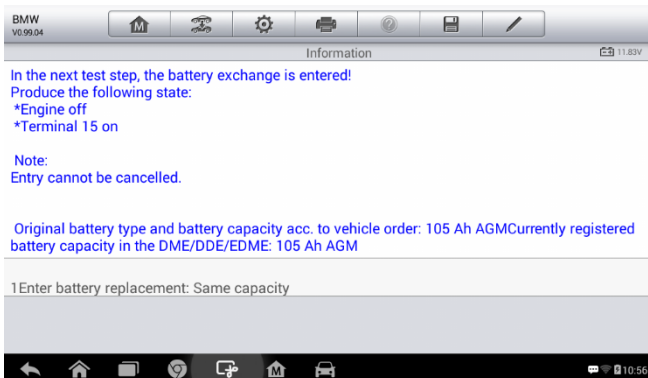 BMW
V0.99.04
Information
11.83V
In the next test step, the battery exchange is entered!
Produce the following state:
*Engine off
*Terminal 15 on
Note:
Entry cannot be cancelled.
Original battery type and battery capacity acc. to vehicle order: 105 Ah AGMCurrently registered
battery capacity in the DME/DDE/EDME: 105 Ah AGM
1Enter battery replacement: Same capacity
10:56